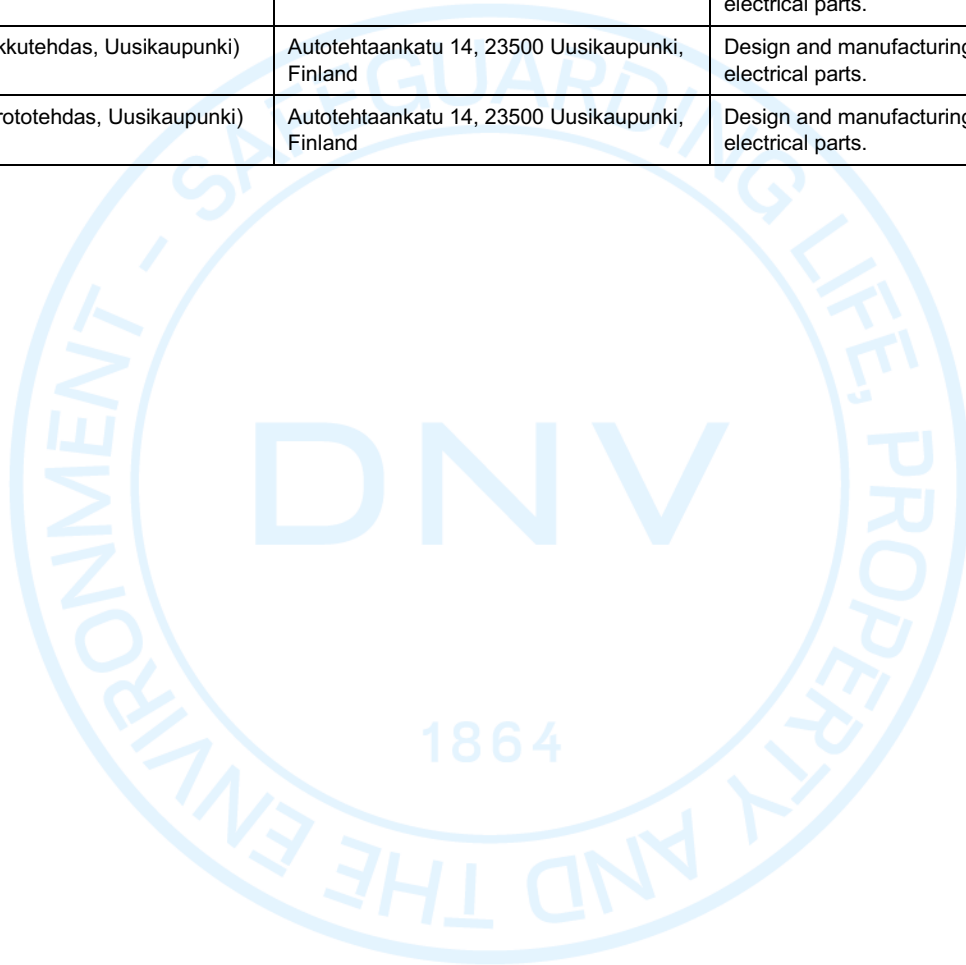 electrical parts.
kkutehdas, Uusikaupunki)
Autotehtaankatu 14, 23500 Uusikaupunki,
Finland
Design and manufacturing
electrical parts.
rototehdas, Uusikaupunki)
Autotehtaankatu 14, 23500 Uusikaupunki,
Finland
Design and manufacturing
electrical parts.
SAFEGUARDING LIFE, PROPERTY AND THE ENVIRONMENT -
DNV
1864